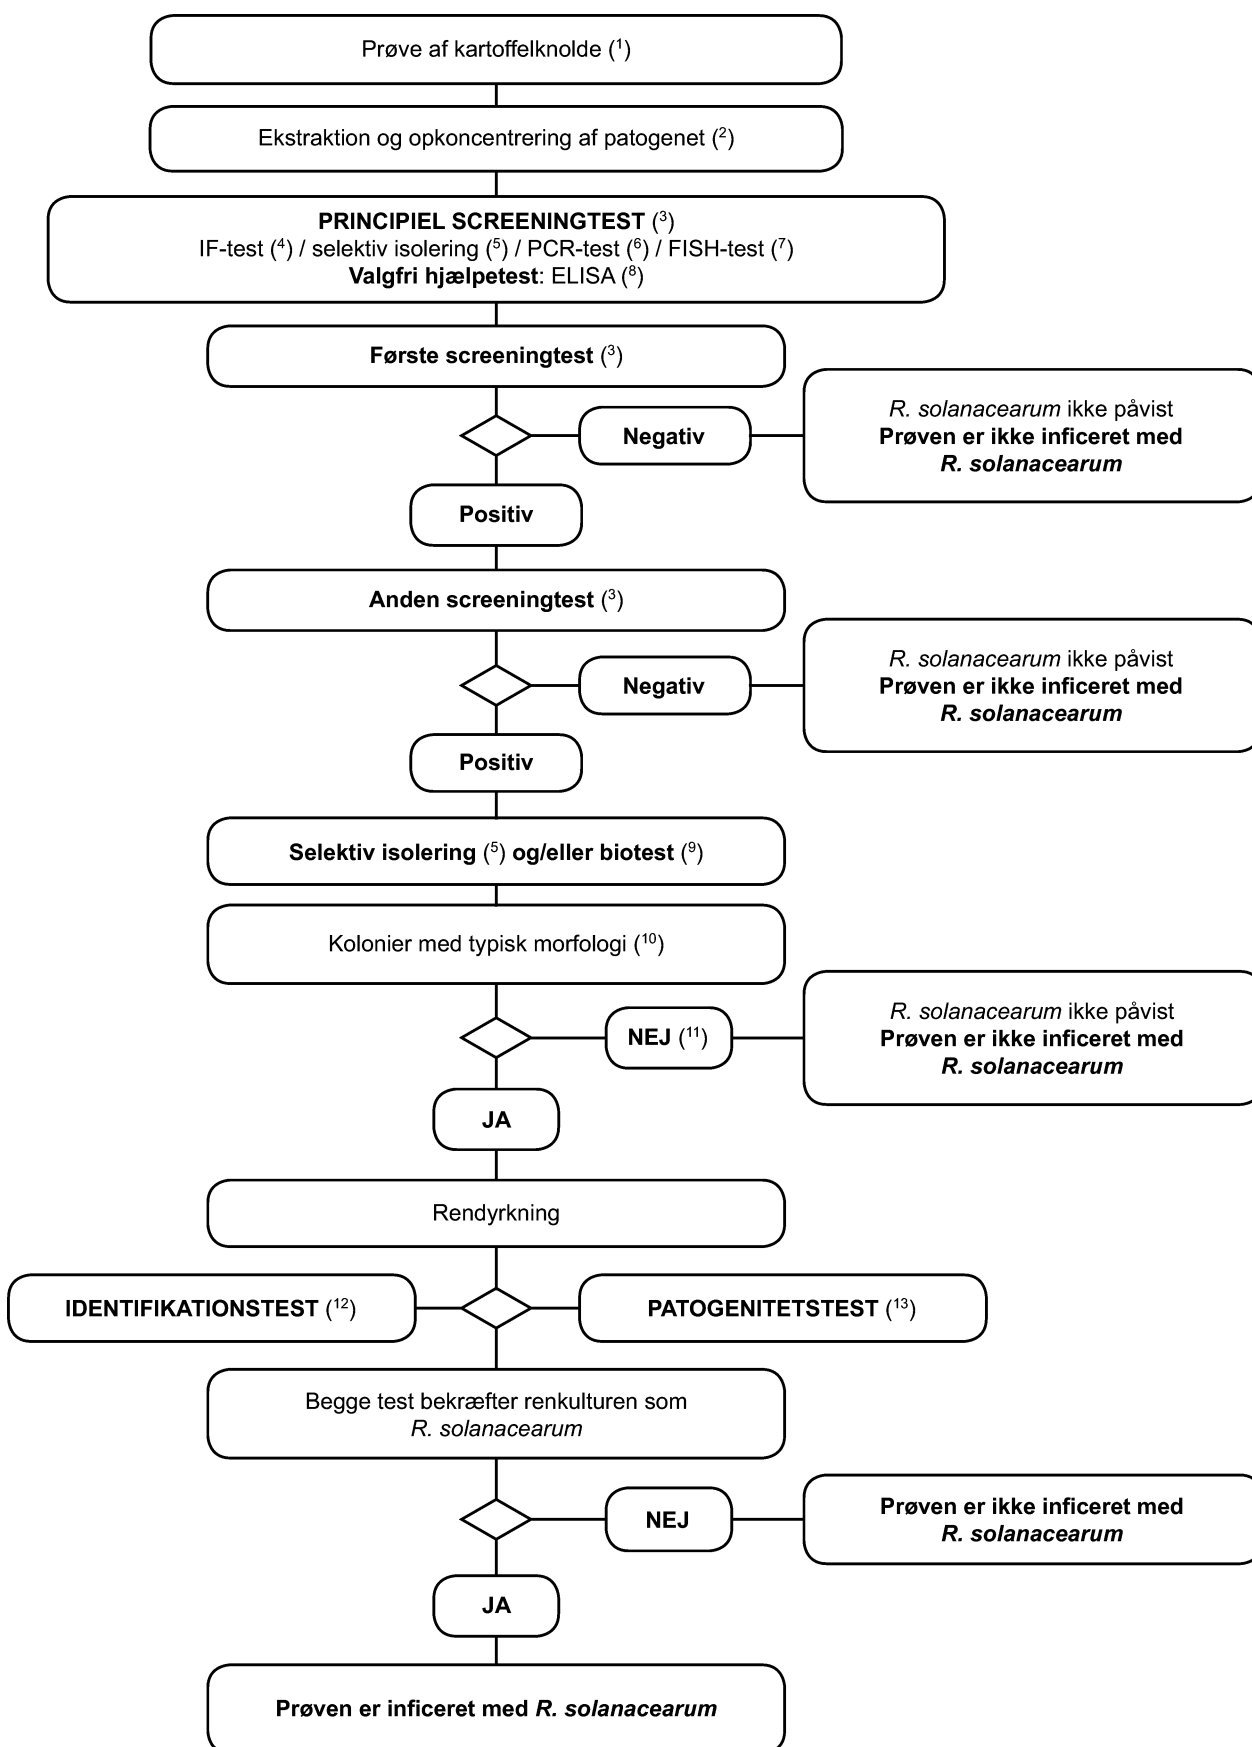 Prøve af kartoffelknolde (¹)
Ekstraktion og opkoncentrering af patogenet (²)
PRINCIPIEL SCREENINGTEST (³)
IF-test (⁴) / selektiv isolering (⁵) / PCR-test (⁶) / FISH-test (⁷)
Valgfri hjælpetest: ELISA (⁸)
Første screeningtest (³)
Negativ
R. solanacearum ikke påvist
Prøven er ikke inficeret med
R. solanacearum
Positiv
Anden screeningtest (³)
Negativ
R. solanacearum ikke påvist
Prøven er ikke inficeret med
R. solanacearum
Positiv
Selektiv isolering (⁵) og/eller biotest (⁹)
Kolonier med typisk morfologi (¹⁰)
NEJ (¹¹)
R. solanacearum ikke påvist
Prøven er ikke inficeret med
R. solanacearum
JA
Rendyrkning
IDENTIFIKATIONSTEST (¹²)
PATOGENITETSTEST (¹³)
Begge test bekræfter renkulturen som
R. solanacearum
NEJ
Prøven er ikke inficeret med
R. solanacearum
JA
Prøven er inficeret med R. solanacearum